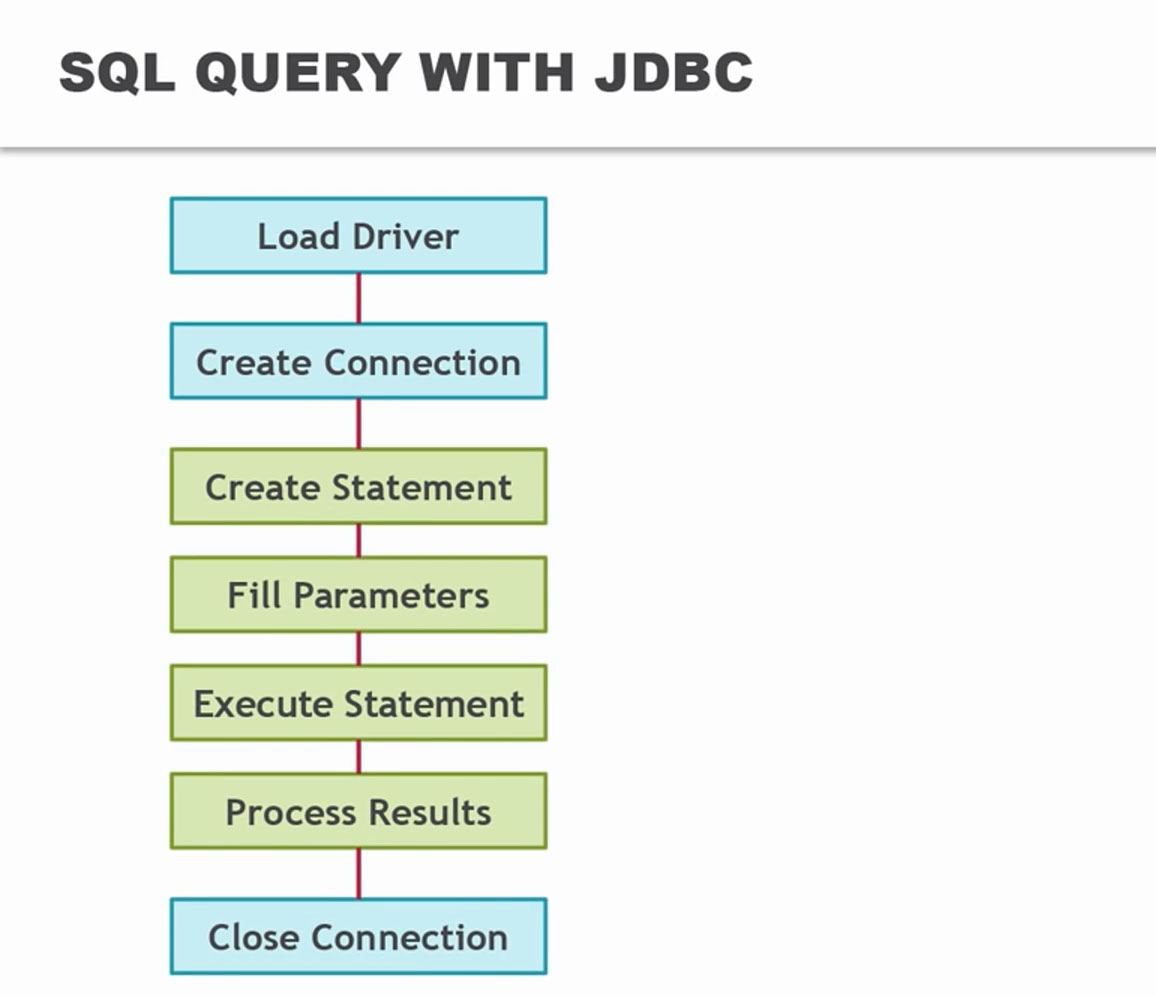 SQL QUERY WITH JDBC
Load Driver
Create Connection
Create Statement
Fill Parameters
Execute Statement
Process Results
Close Connection